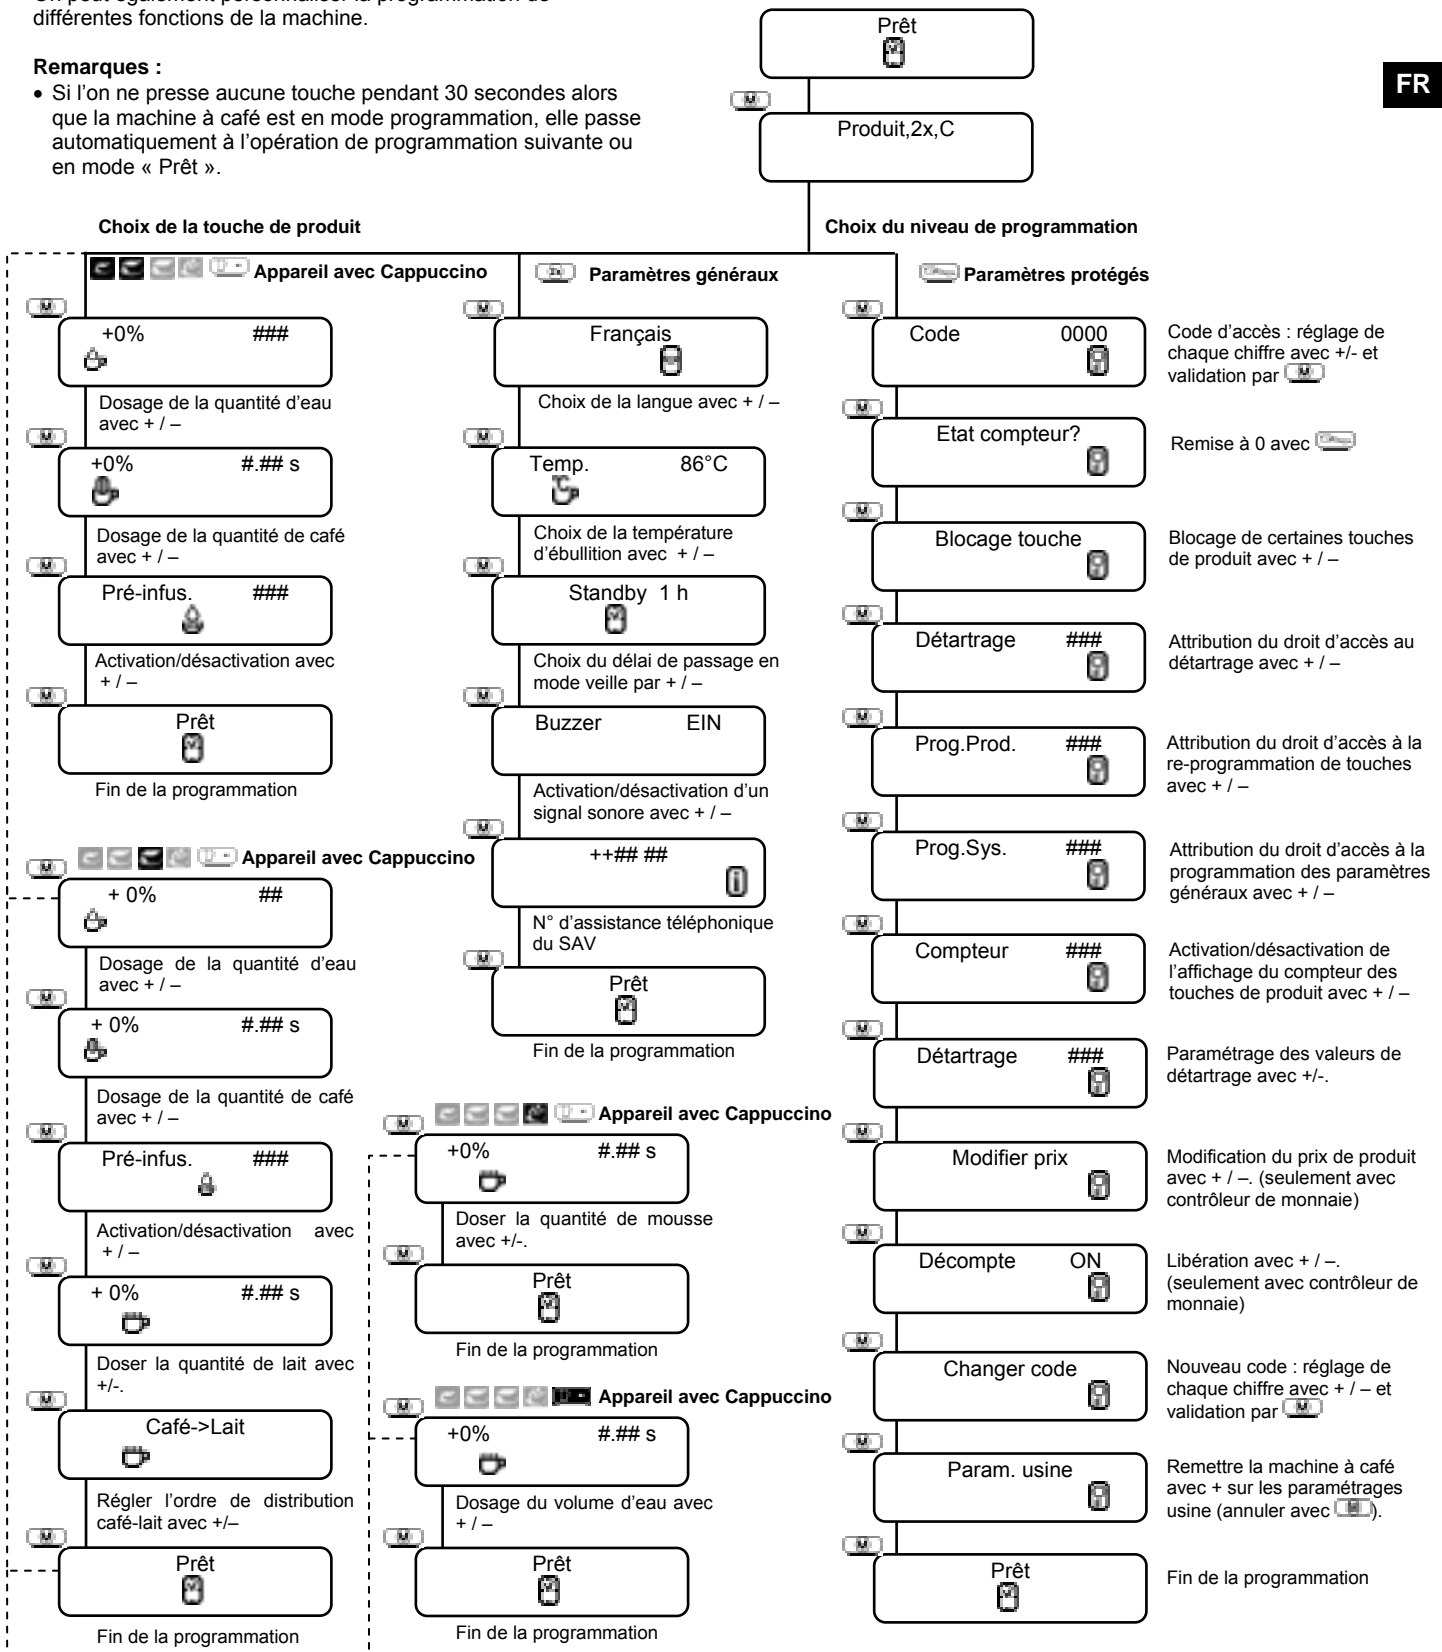 différentes fonctions de la machine.
Remarques :
• Si l’on ne presse aucune touche pendant 30 secondes alors
que la machine à café est en mode programmation, elle passe
automatiquement à l’opération de programmation suivante ou
en mode « Prêt ».
FR
Prêt
M
Produit,2x,C
Choix de la touche de produit
Choix du niveau de programmation
Appareil avec Cappuccino
M
+0% ###
Dosage de la quantité d'eau
avec + / –
M
+0% #.## s
Dosage de la quantité de café
avec + / –
M
Pré-infus. ###
Activation/désactivation avec
+ / –
M
Prêt
Fin de la programmation
M
Appareil avec Cappuccino
+ 0% ##
Dosage de la quantité d'eau
avec + / –
M
+ 0% #.## s
Dosage de la quantité de café
avec + / –
M
Pré-infus. ###
Activation/désactivation avec
+ / –
M
+ 0% #.## s
Doser la quantité de lait avec
+/-.
M
Café->Lait
Régler l’ordre de distribution
café-lait avec +/–
M
Prêt
Fin de la programmation
2x Paramètres généraux
M
Français
Choix de la langue avec + / –
M
Temp. 86°C
Choix de la température
d’ébullition avec + / –
M
Standby 1 h
Choix du délai de passage en
mode veille par + / –
M
Buzzer EIN
Activation/désactivation d’un
signal sonore avec + / –
M
++## ##
N° d’assistance téléphonique
du SAV
M
Prêt
Fin de la programmation
M
Appareil avec Cappuccino
+0% #.## s
Doser la quantité de mousse
avec +/-.
M
Prêt
Fin de la programmation
M
Appareil avec Cappuccino
+0% #.## s
Dosage du volume d’eau avec
+ / –
M
Prêt
Fin de la programmation
Paramètres protégés
M
Code 0000
Code d’accès : réglage de
chaque chiffre avec +/- et
validation par M
M
Etat compteur?
Remise à 0 avec
M
Blocage touche
Blocage de certaines touches
de produit avec + / –
M
Détartrage ###
Attribution du droit d’accès au
détartrage avec + / –
M
Prog.Prod. ###
Attribution du droit d’accès à la
re-programmation de touches
avec + / –
M
Prog.Sys. ###
Attribution du droit d’accès à la
programmation des paramètres
généraux avec + / –
M
Compteur ###
Activation/désactivation de
l’affichage du compteur des
touches de produit avec + / –
M
Détartrage ###
Paramétrage des valeurs de
détartrage avec +/-.
M
Modifier prix
Modification du prix de produit
avec + / –. (seulement avec
contrôleur de monnaie)
M
Décompte ON
Libération avec + / –.
(seulement avec contrôleur de
monnaie)
M
Changer code
Nouveau code : réglage de
chaque chiffre avec + / – et
validation par M
M
Param. usine
Remettre la machine à café
avec + sur les paramétrages
usine (annuler avec M).
M
Prêt
Fin de la programmation